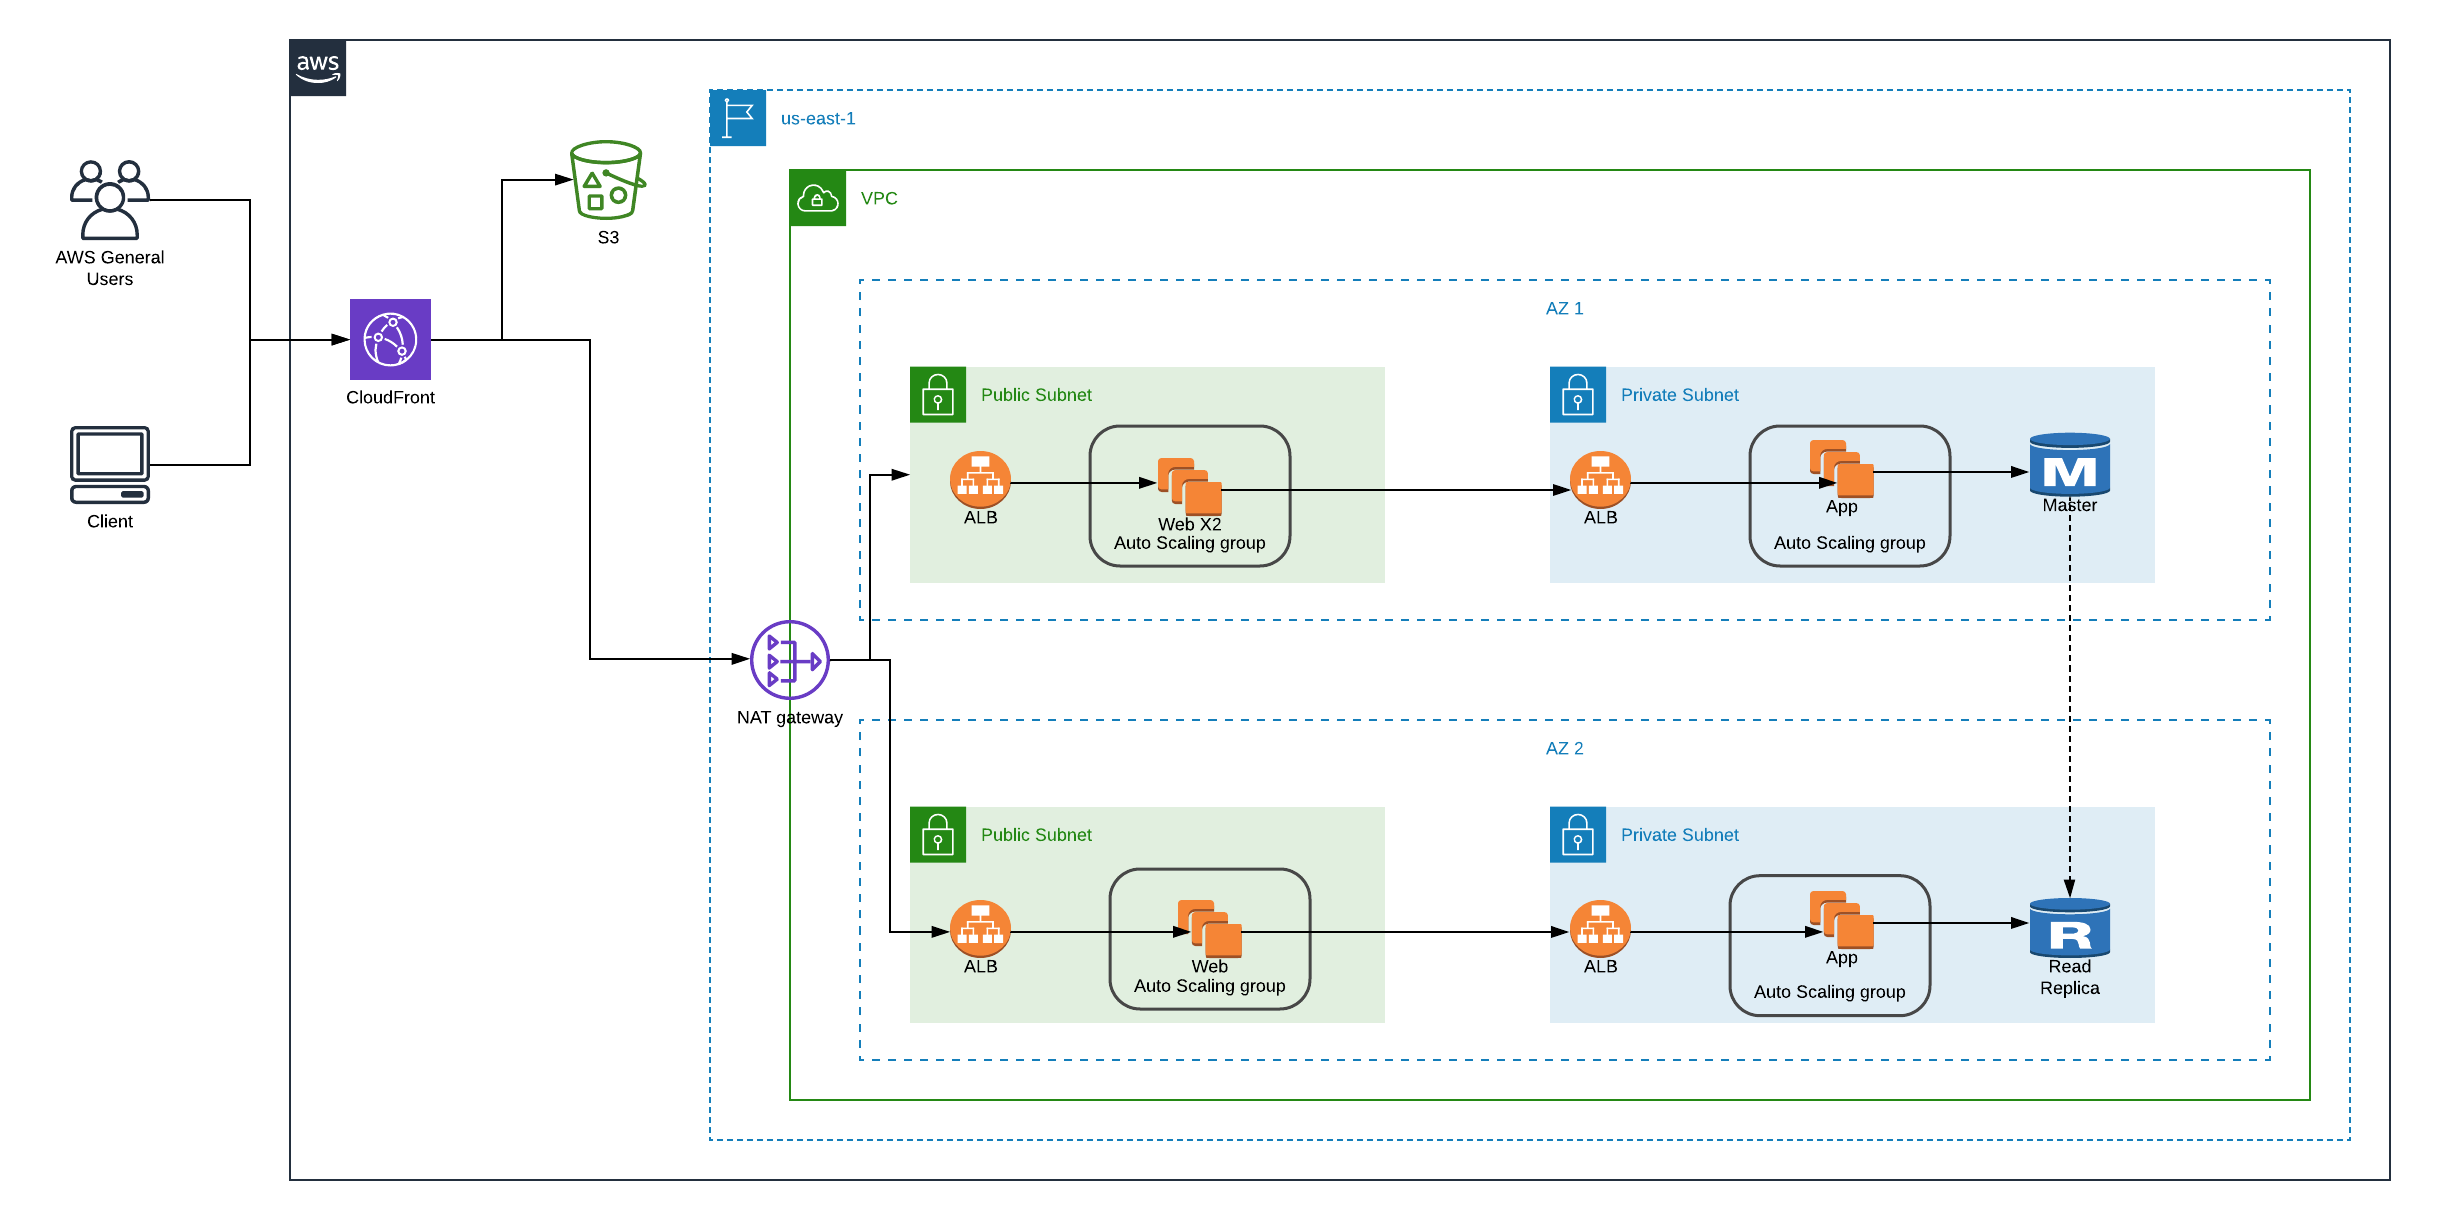 aws
us-east-1
VPC
S3
AWS General
Users
CloudFront
Client
AZ 1
Public Subnet
ALB
Web X2
Auto Scaling group
Private Subnet
ALB
App
Auto Scaling group
M
Master
NAT gateway
AZ 2
Public Subnet
ALB
Web
Auto Scaling group
Private Subnet
ALB
App
Auto Scaling group
R
Read
Replica